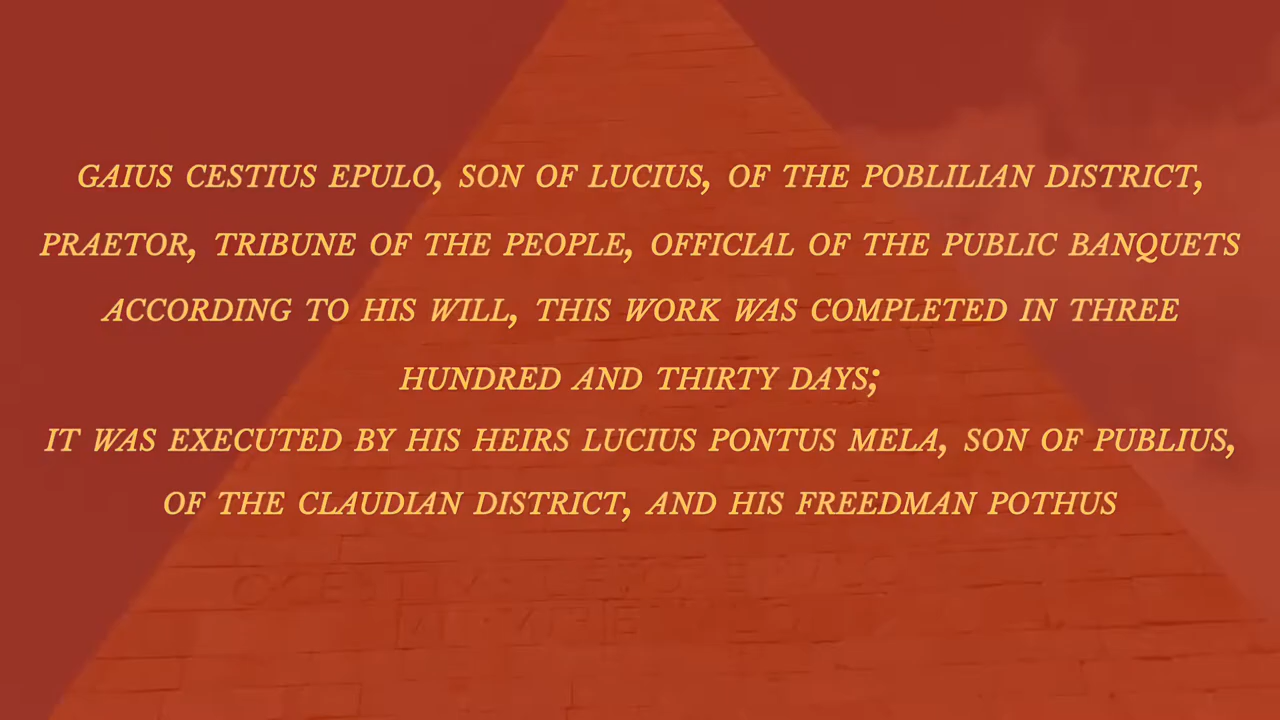 GAIUS CESTIUS EPULO, SON OF LUCIUS, OF THE POBLILIAN DISTRICT,
PRAETOR, TRIBUNE OF THE PEOPLE, OFFICIAL OF THE PUBLIC BANQUETS
ACCORDING TO HIS WILL, THIS WORK WAS COMPLETED IN THREE
HUNDRED AND THIRTY DAYS;
IT WAS EXECUTED BY HIS HEIRS LUCIUS PONTUS MELA, SON OF PUBLIUS,
OF THE CLAUDIAN DISTRICT, AND HIS FREEDMAN POTHUS